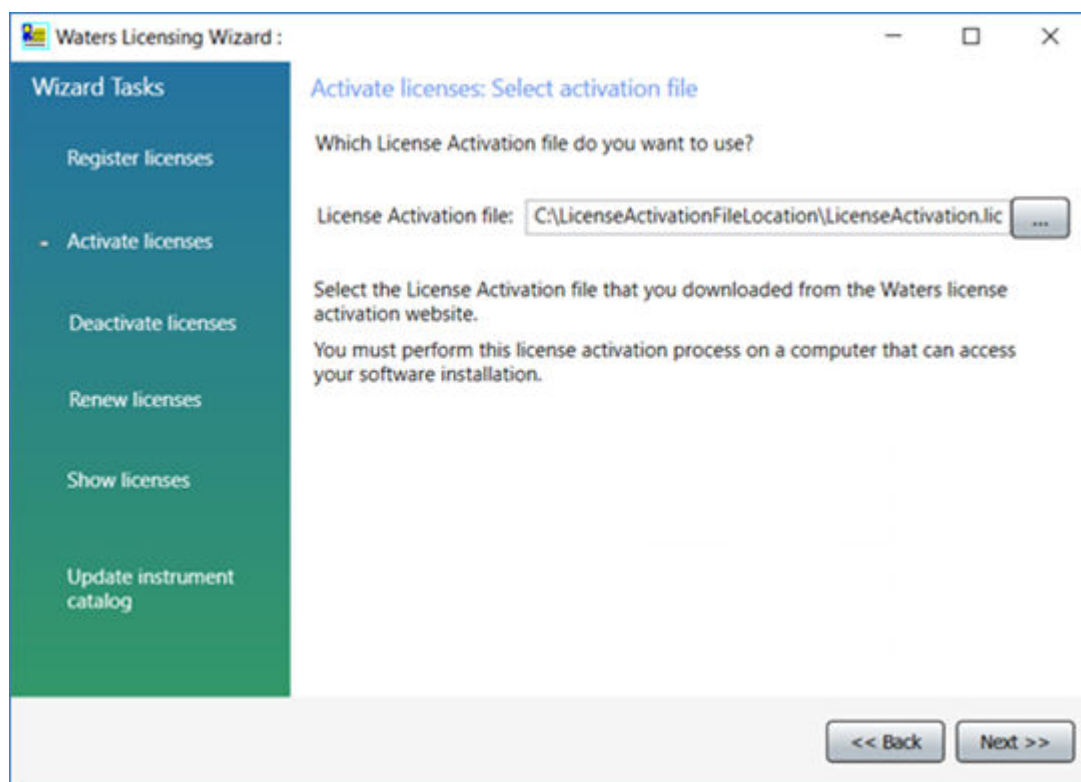 Waters Licensing Wizard :
Wizard Tasks
Register licenses
- Activate licenses
Deactivate licenses
Renew licenses
Show licenses
Update instrument
catalog
Activate licenses: Select activation file
Which License Activation file do you want to use?
License Activation file: C:\LicenseActivationFileLocation\LicenseActivation.lic ...
Select the License Activation file that you downloaded from the Waters license
activation website.
You must perform this license activation process on a computer that can access
your software installation.
<< Back Next >>